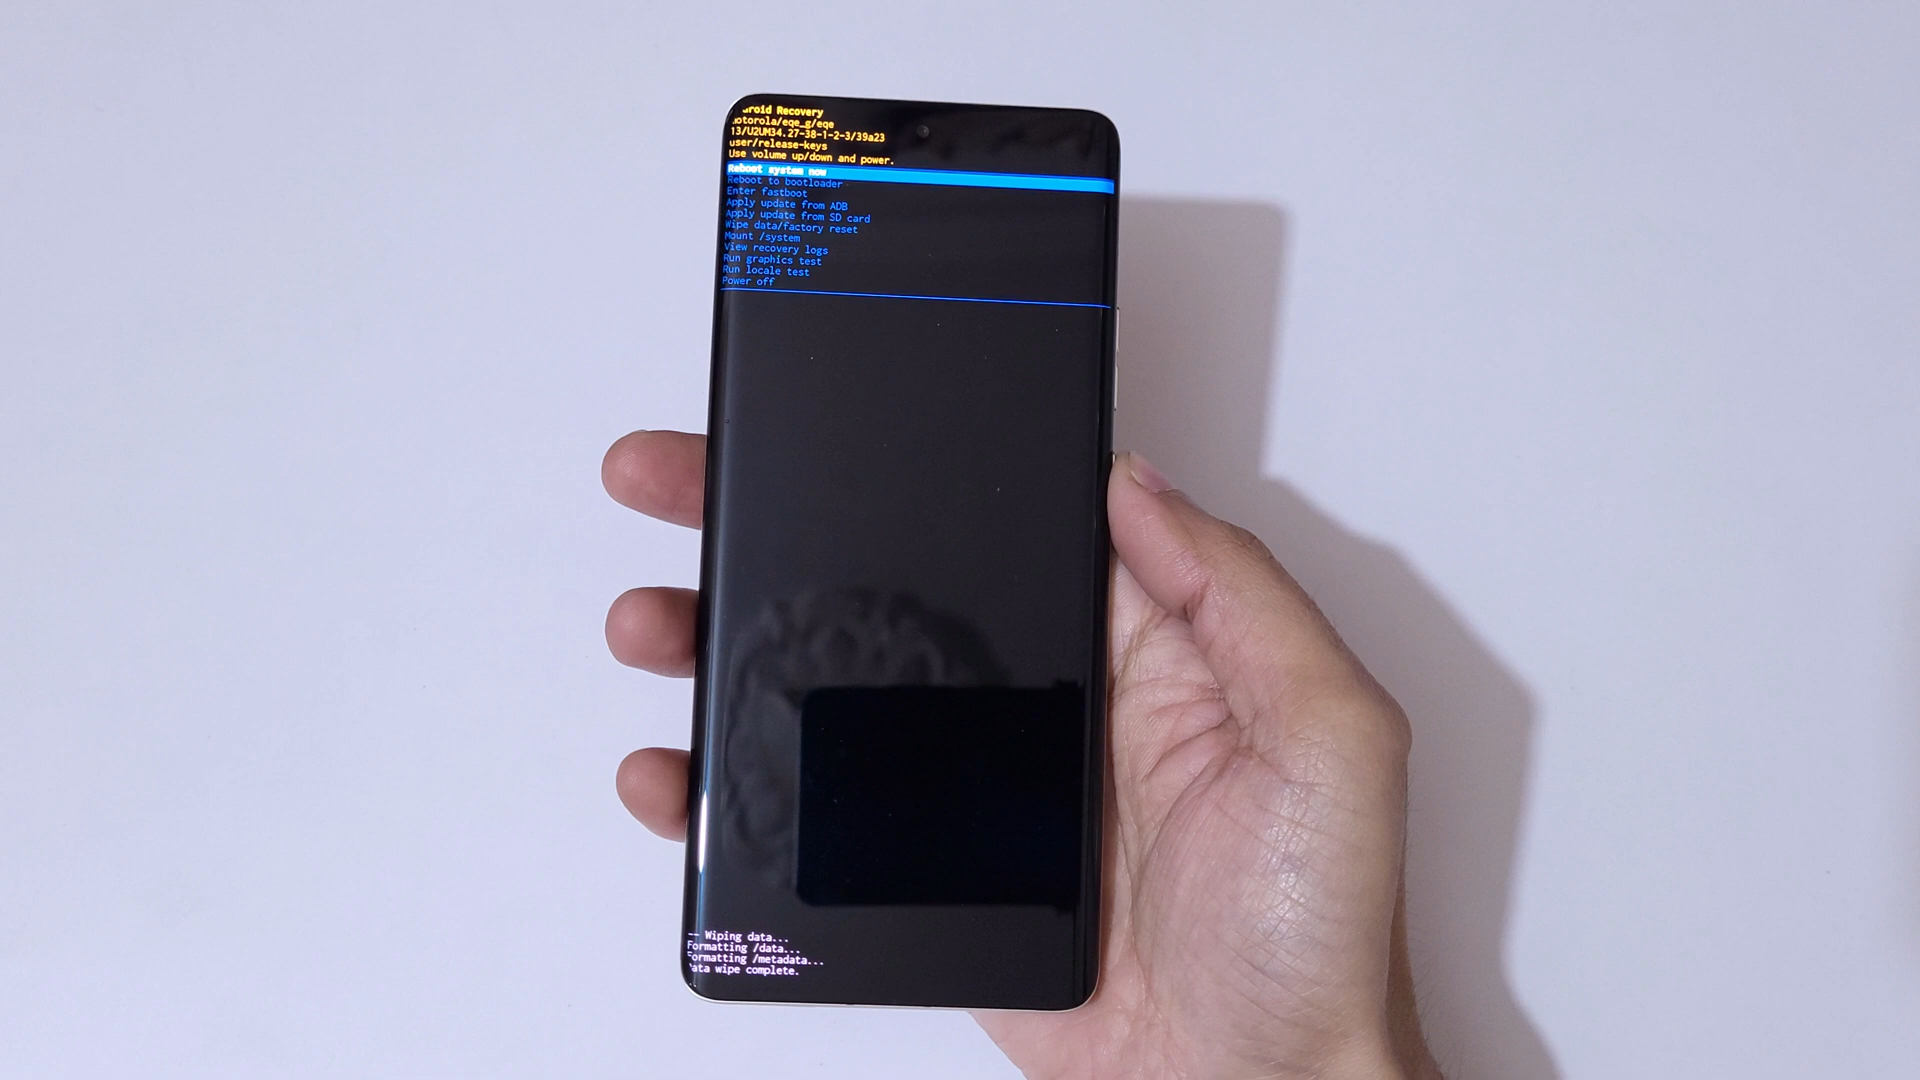 droid Recovery
motorola/eqe_g/eqe
13/U2UM34.27-38-1-2-3/39a23
user/release-keys
Use volume up/down and power.
Reboot system now
Reboot to bootloader
Enter fastboot
Apply update from ADB
Apply update from SD card
Wipe data/factory reset
Mount /system
View recovery logs
Run graphics test
Run locale test
Power off
-- Wiping data...
Formatting /data...
Formatting /metadata...
Data wipe complete.